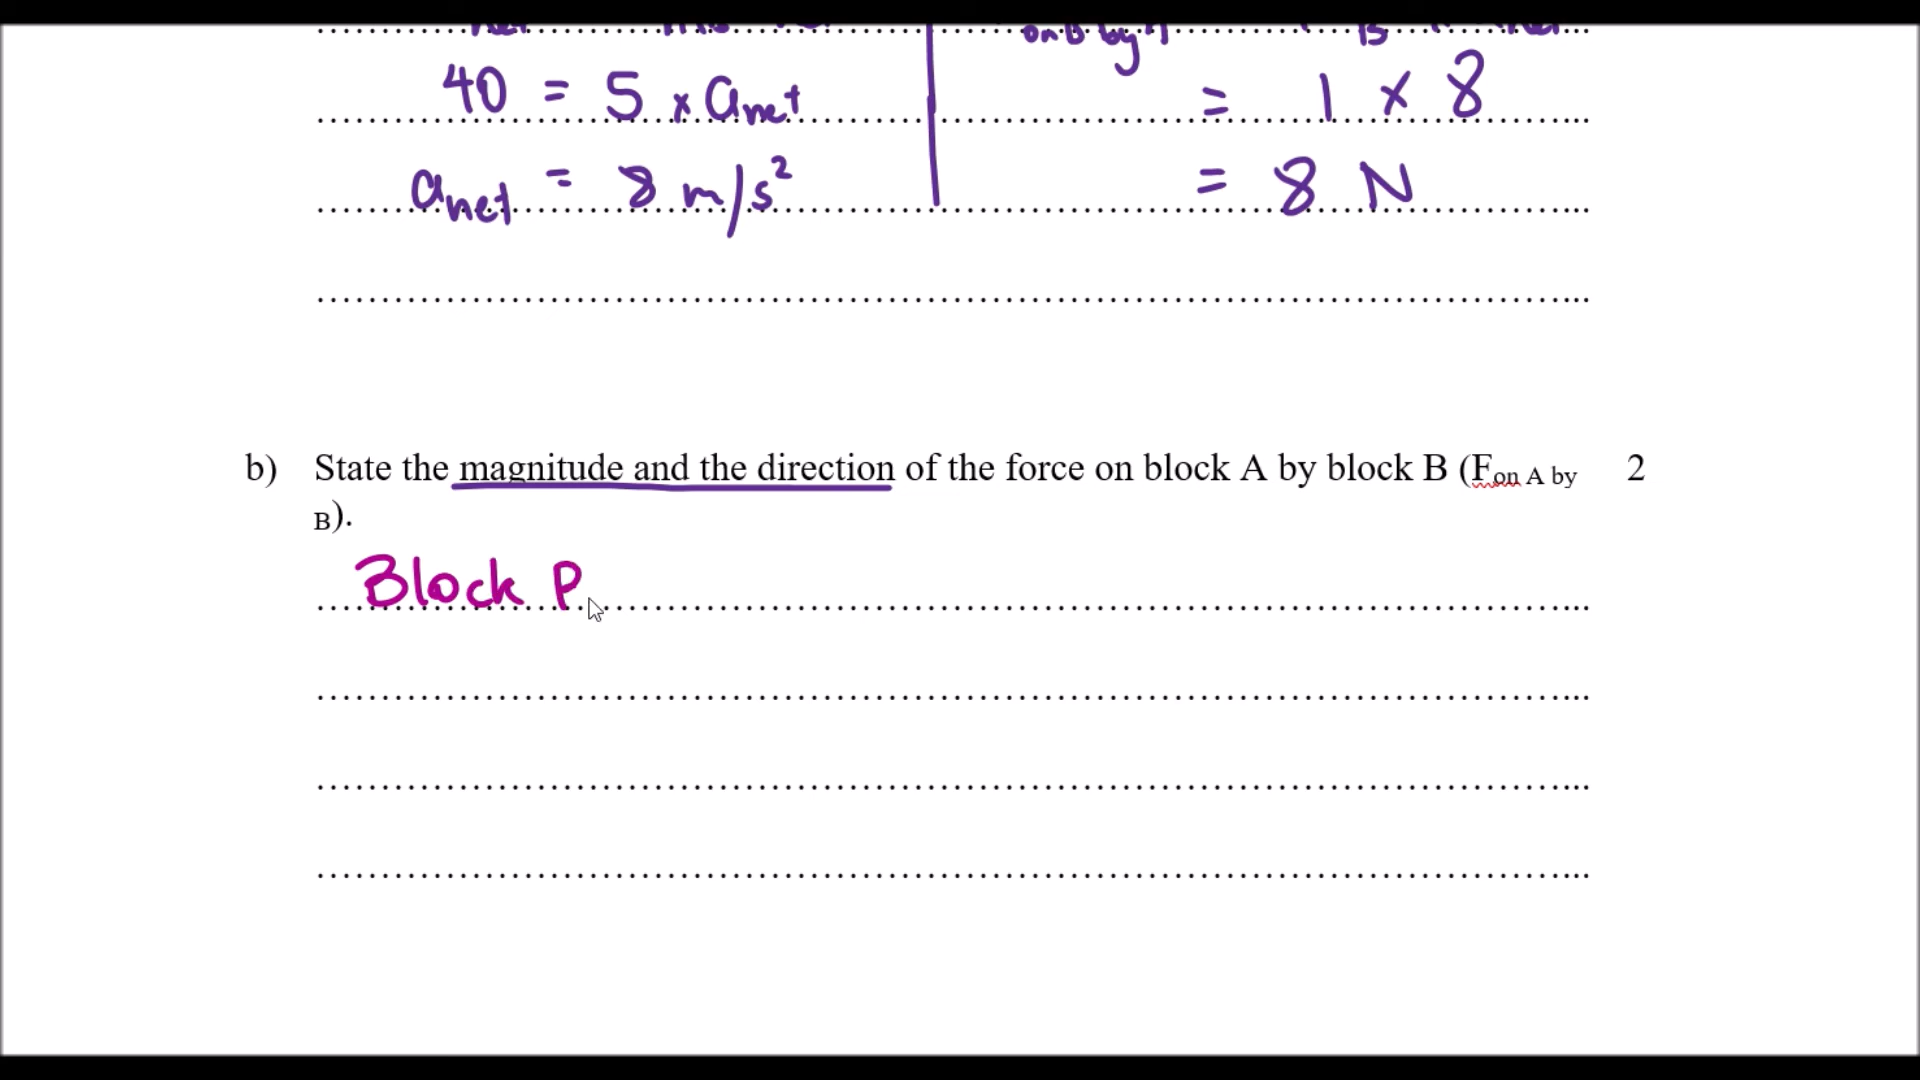 40 = 5 × anet
= 1 × 8
anet = 8 m/s²
= 8 N
b) State the magnitude and the direction of the force on block A by block B (Fon A by 2
B).
Block P